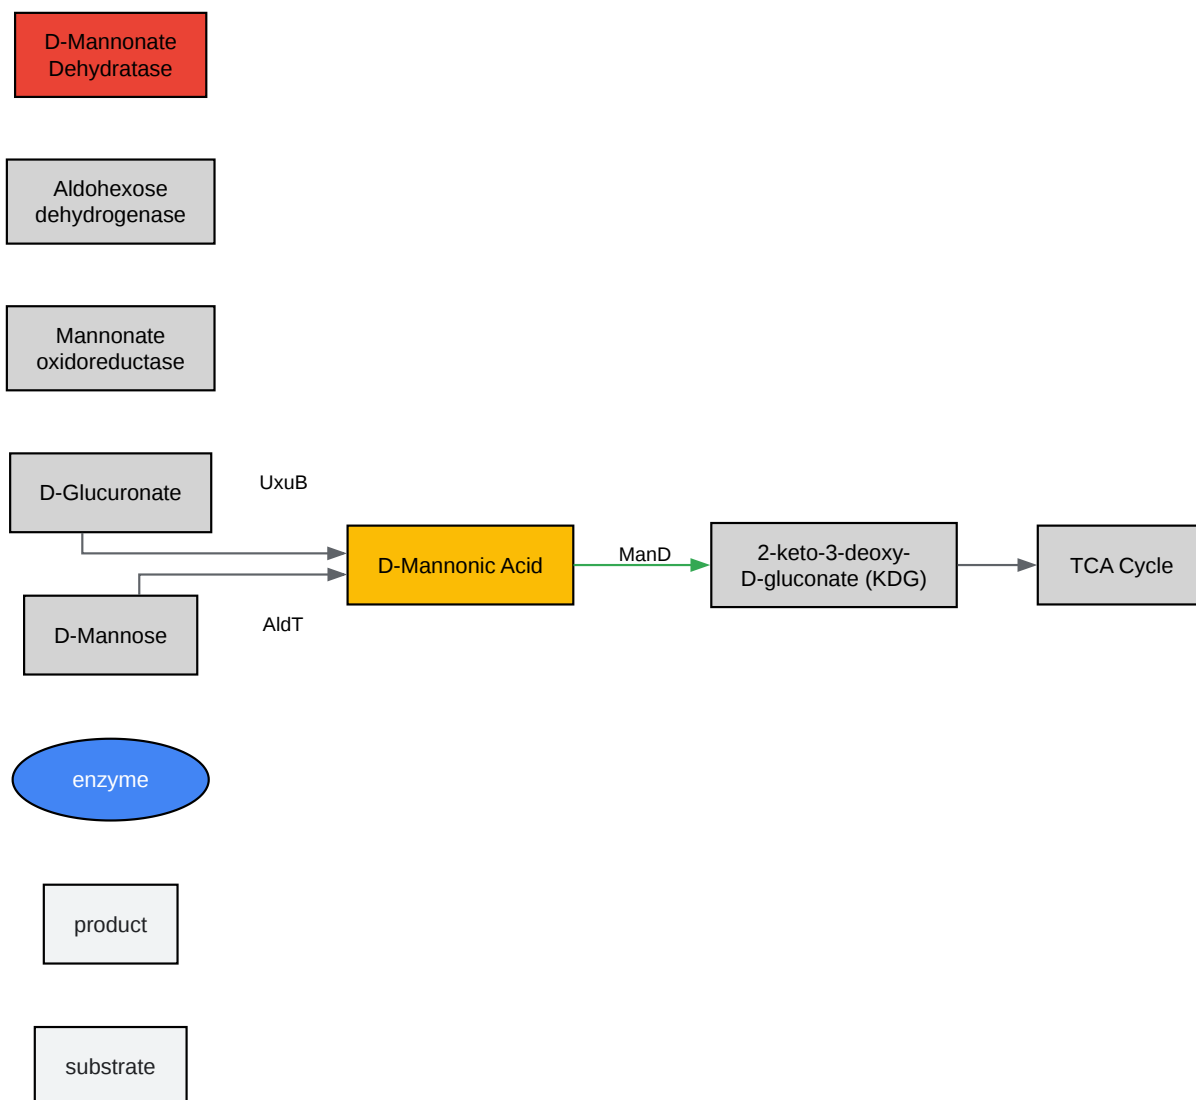 D-Mannonate
Dehydratase
Aldohexose
dehydrogenase
Mannonate
oxidoreductase
D-Glucuronate
UxuB
D-Mannonic Acid
ManD
2-keto-3-deoxy-
D-gluconate (KDG)
TCA Cycle
D-Mannose
AldT
enzyme
product
substrate